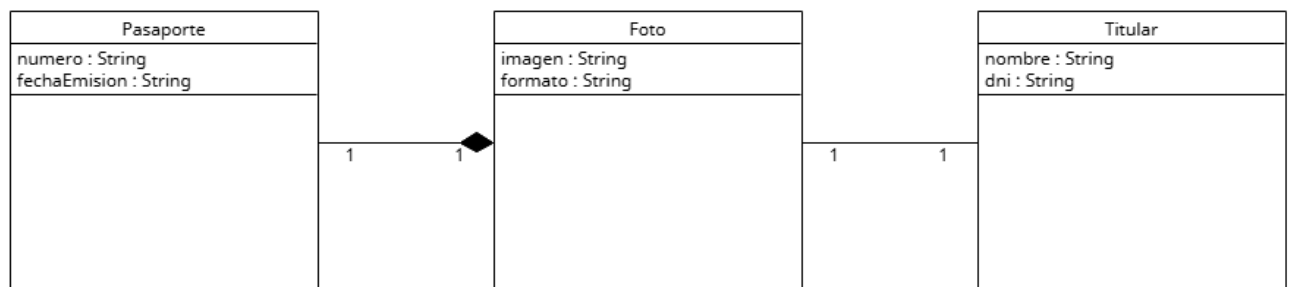 Pasaporte
numero : String
fechaEmision : String
1
1
Foto
imagen : String
formato : String
1
1
Titular
nombre : String
dni : String